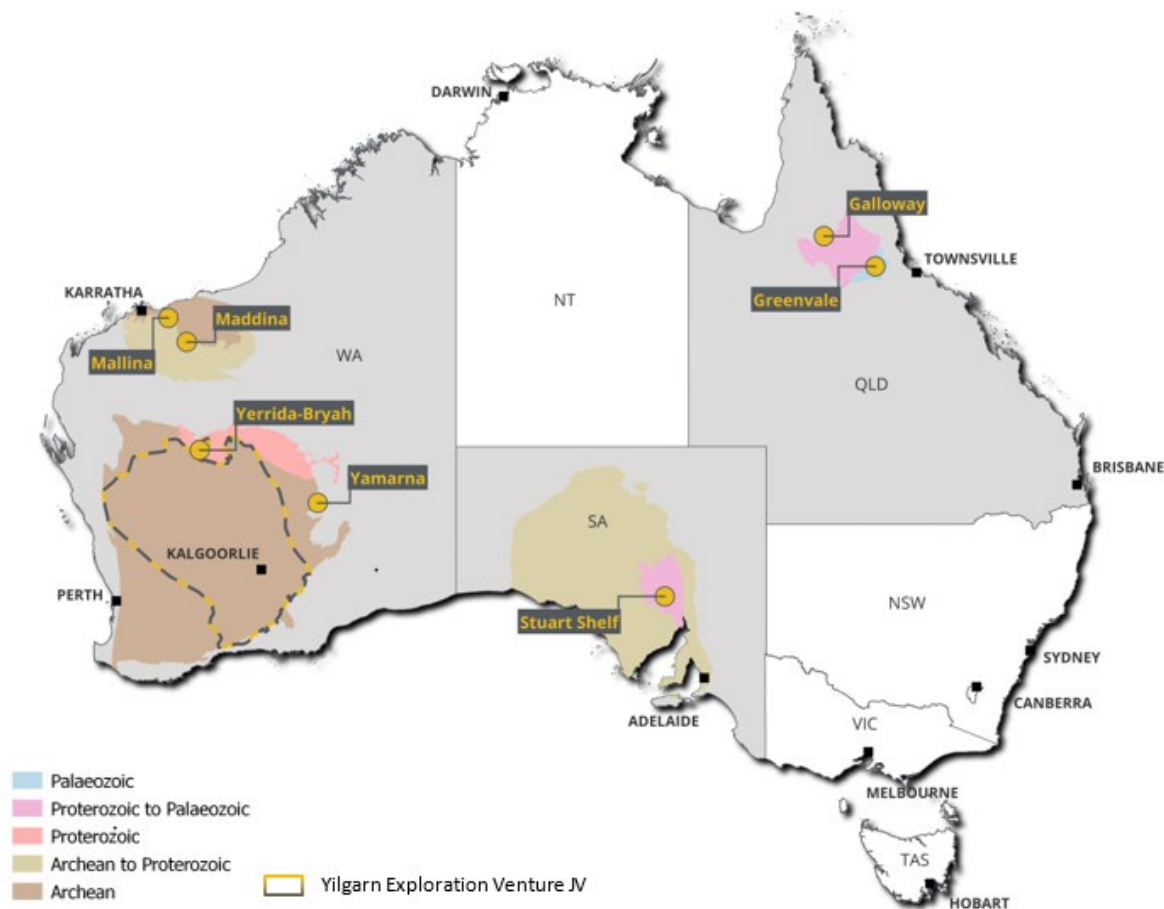 DARWIN
Galloway
TOWNSVILLE
KARRATHA
NT
Greenvale
Maddina
Mallina
WA
QLD
Yerrida-Bryah
Yamarna
BRISBANE
SA
KALGOORLIE
PERTH
Stuart Shelf
NSW
SYDNEY
CANBERRA
ADELAIDE
VIC
MELBOURNE
TAS
HOBART
Palaeozoic
Proterozoic to Palaeozoic
Proterozoic
Archean to Proterozoic
Archean
Yilgarn Exploration Venture JV